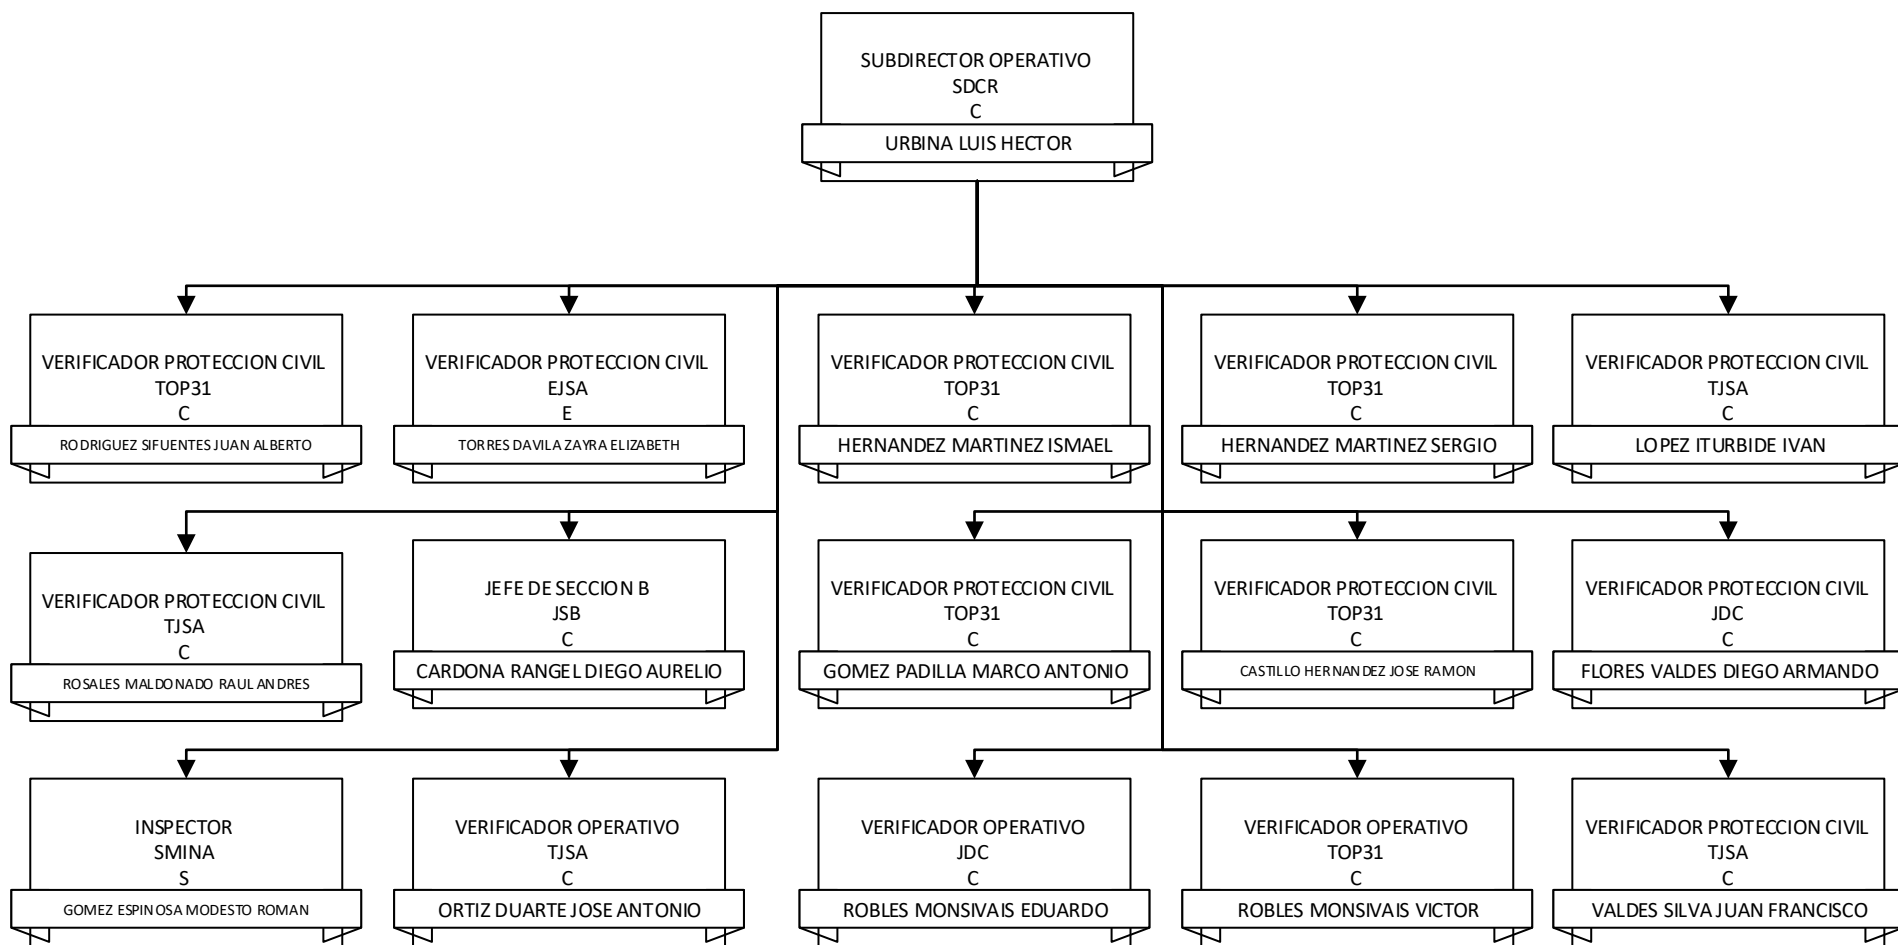 SUBDIRECTOR OPERATIVO
SDCR
C
URBINA LUIS HECTOR
VERIFICADOR PROTECCION CIVIL
TOP31
C
RODRIGUEZ SIFUENTES JUAN ALBERTO
VERIFICADOR PROTECCION CIVIL
EJSA
E
TORRES DAVILA ZAYRA ELIZABETH
VERIFICADOR PROTECCION CIVIL
TOP31
C
HERNANDEZ MARTINEZ ISMAEL
VERIFICADOR PROTECCION CIVIL
TOP31
C
HERNANDEZ MARTINEZ SERGIO
VERIFICADOR PROTECCION CIVIL
TJSA
C
LOPEZ ITURBIDE IVAN
VERIFICADOR PROTECCION CIVIL
TJSA
C
ROSALES MALDONADO RAUL ANDRES
JEFE DE SECCION B
JSB
C
CARDONA RANGEL DIEGO AURELIO
VERIFICADOR PROTECCION CIVIL
TOP31
C
GOMEZ PADILLA MARCO ANTONIO
VERIFICADOR PROTECCION CIVIL
TOP31
C
CASTILLO HERNANDEZ JOSE RAMON
VERIFICADOR PROTECCION CIVIL
JDC
C
FLORES VALDES DIEGO ARMANDO
INSPECTOR
SMINA
S
GOMEZ ESPINOSA MODESTO ROMAN
VERIFICADOR OPERATIVO
TJSA
C
ORTIZ DUARTE JOSE ANTONIO
VERIFICADOR OPERATIVO
JDC
C
ROBLES MONSIVAIS EDUARDO
VERIFICADOR OPERATIVO
TOP31
C
ROBLES MONSIVAIS VICTOR
VERIFICADOR PROTECCION CIVIL
TJSA
C
VALDES SILVA JUAN FRANCISCO